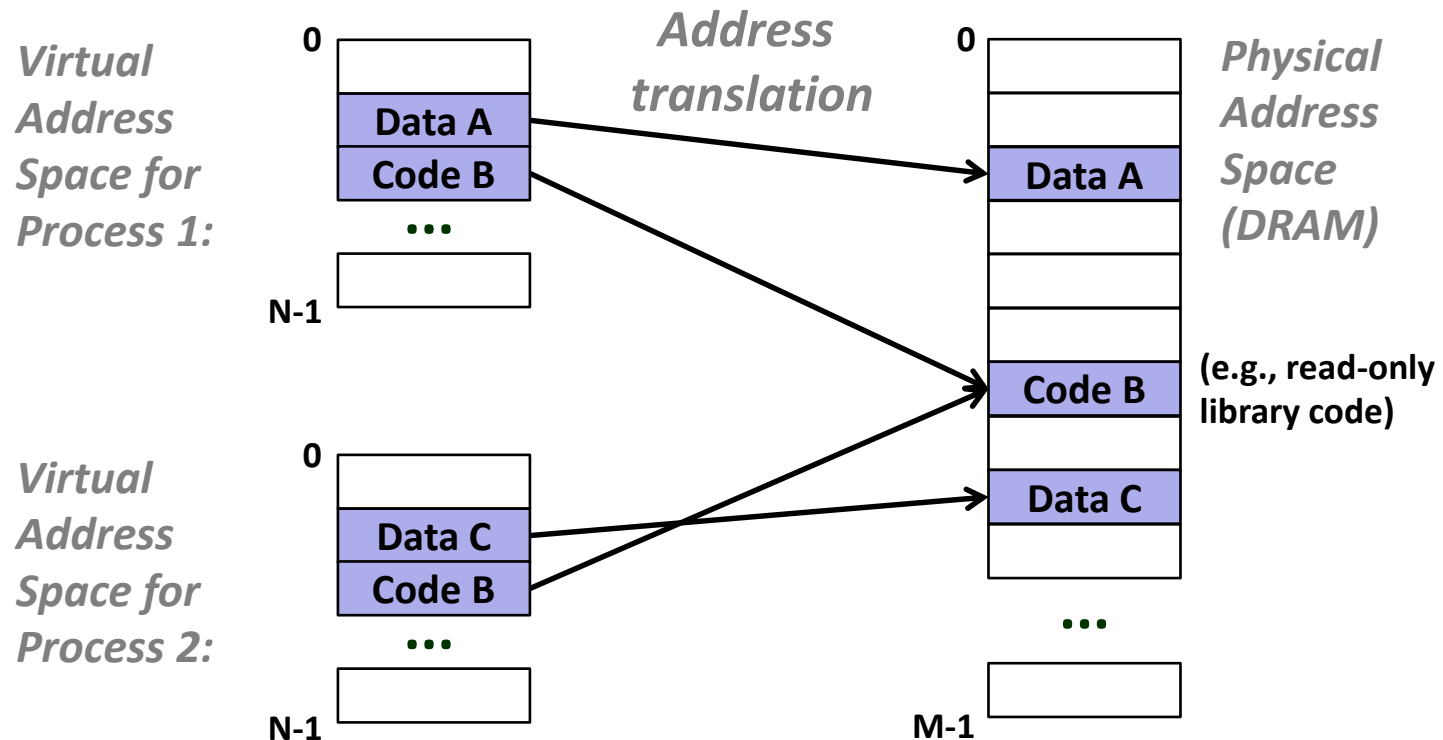 Virtual
Address
Space for
Process 1:
0
Data A
Code B
...
N-1
Address
translation
0
Data A
Code B
Data C
...
M-1
Physical
Address
Space
(DRAM)
(e.g., read-only
library code)
Virtual
Address
Space for
Process 2:
0
Data C
Code B
...
N-1